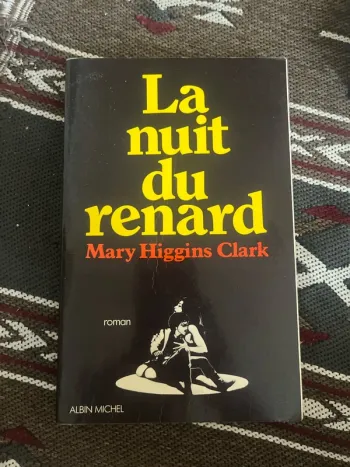 La
nuit
du
renard
Mary Higgins Clark
roman
ALBIN MICHEL